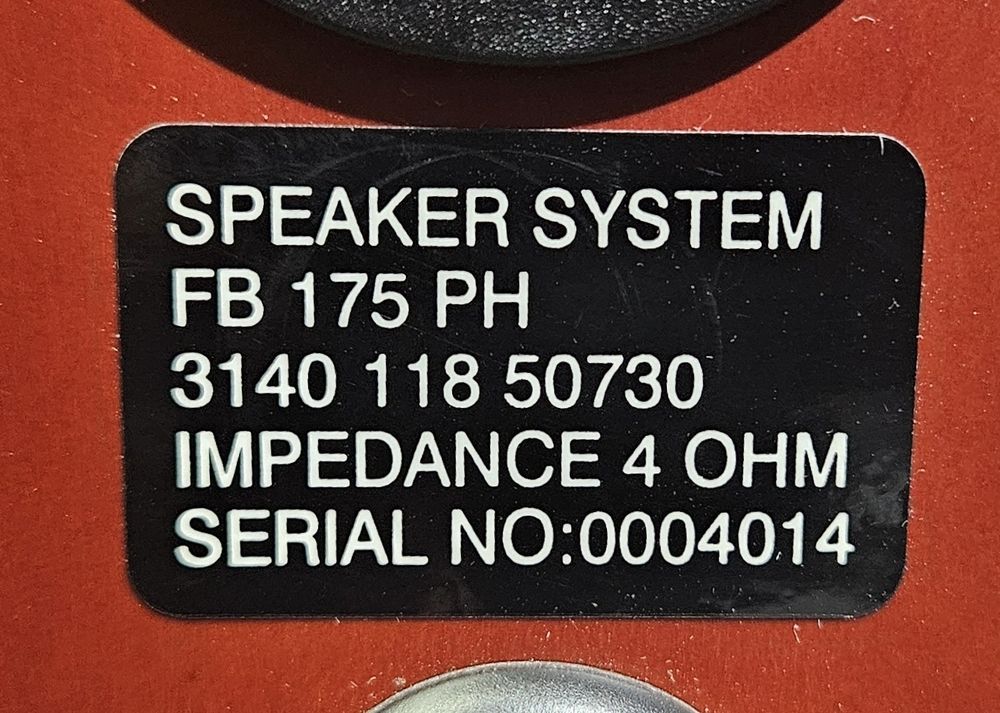 SPEAKER SYSTEM
FB 175 PH
3140 118 50730
IMPEDANCE 4 OHM
SERIAL NO:0004014